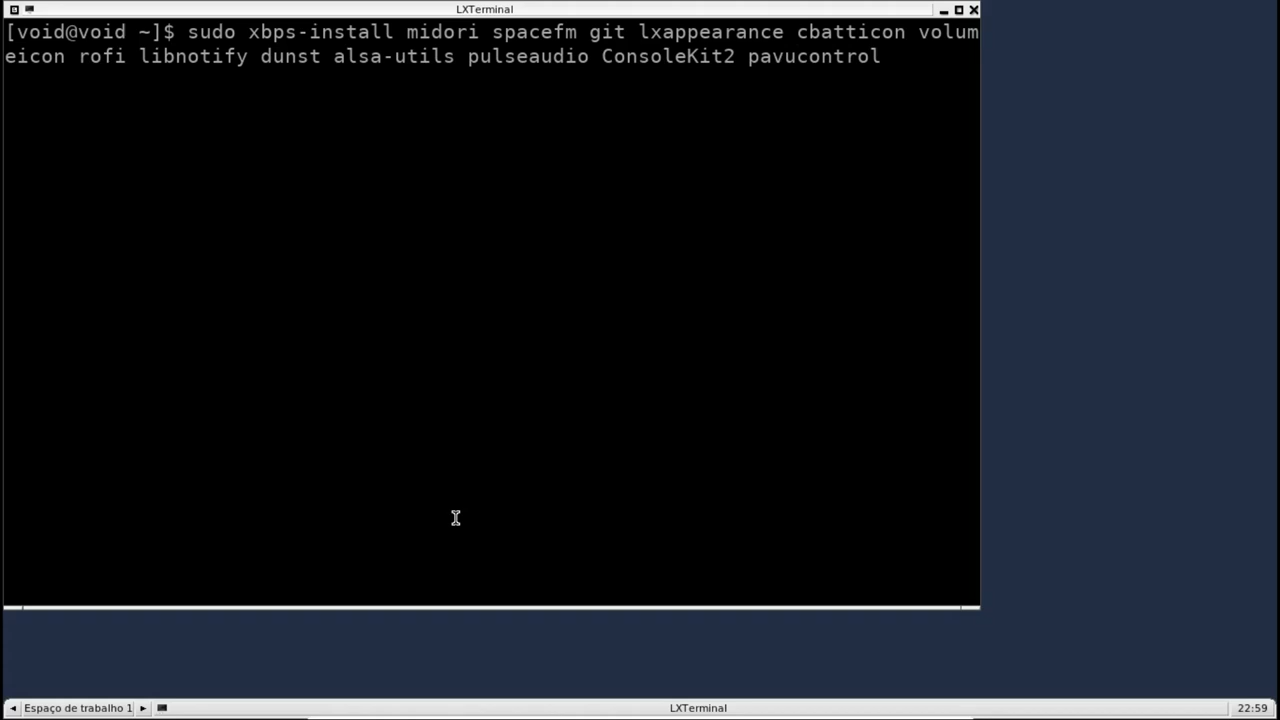 LXTerminal
[void@void ~]$ sudo xbps-install midori spacefm git lxappearance cbatticon volum
eicon rofi libnotify dunst alsa-utils pulseaudio ConsoleKit2 pavucontrol
Espaço de trabalho 1
LXTerminal
22:59